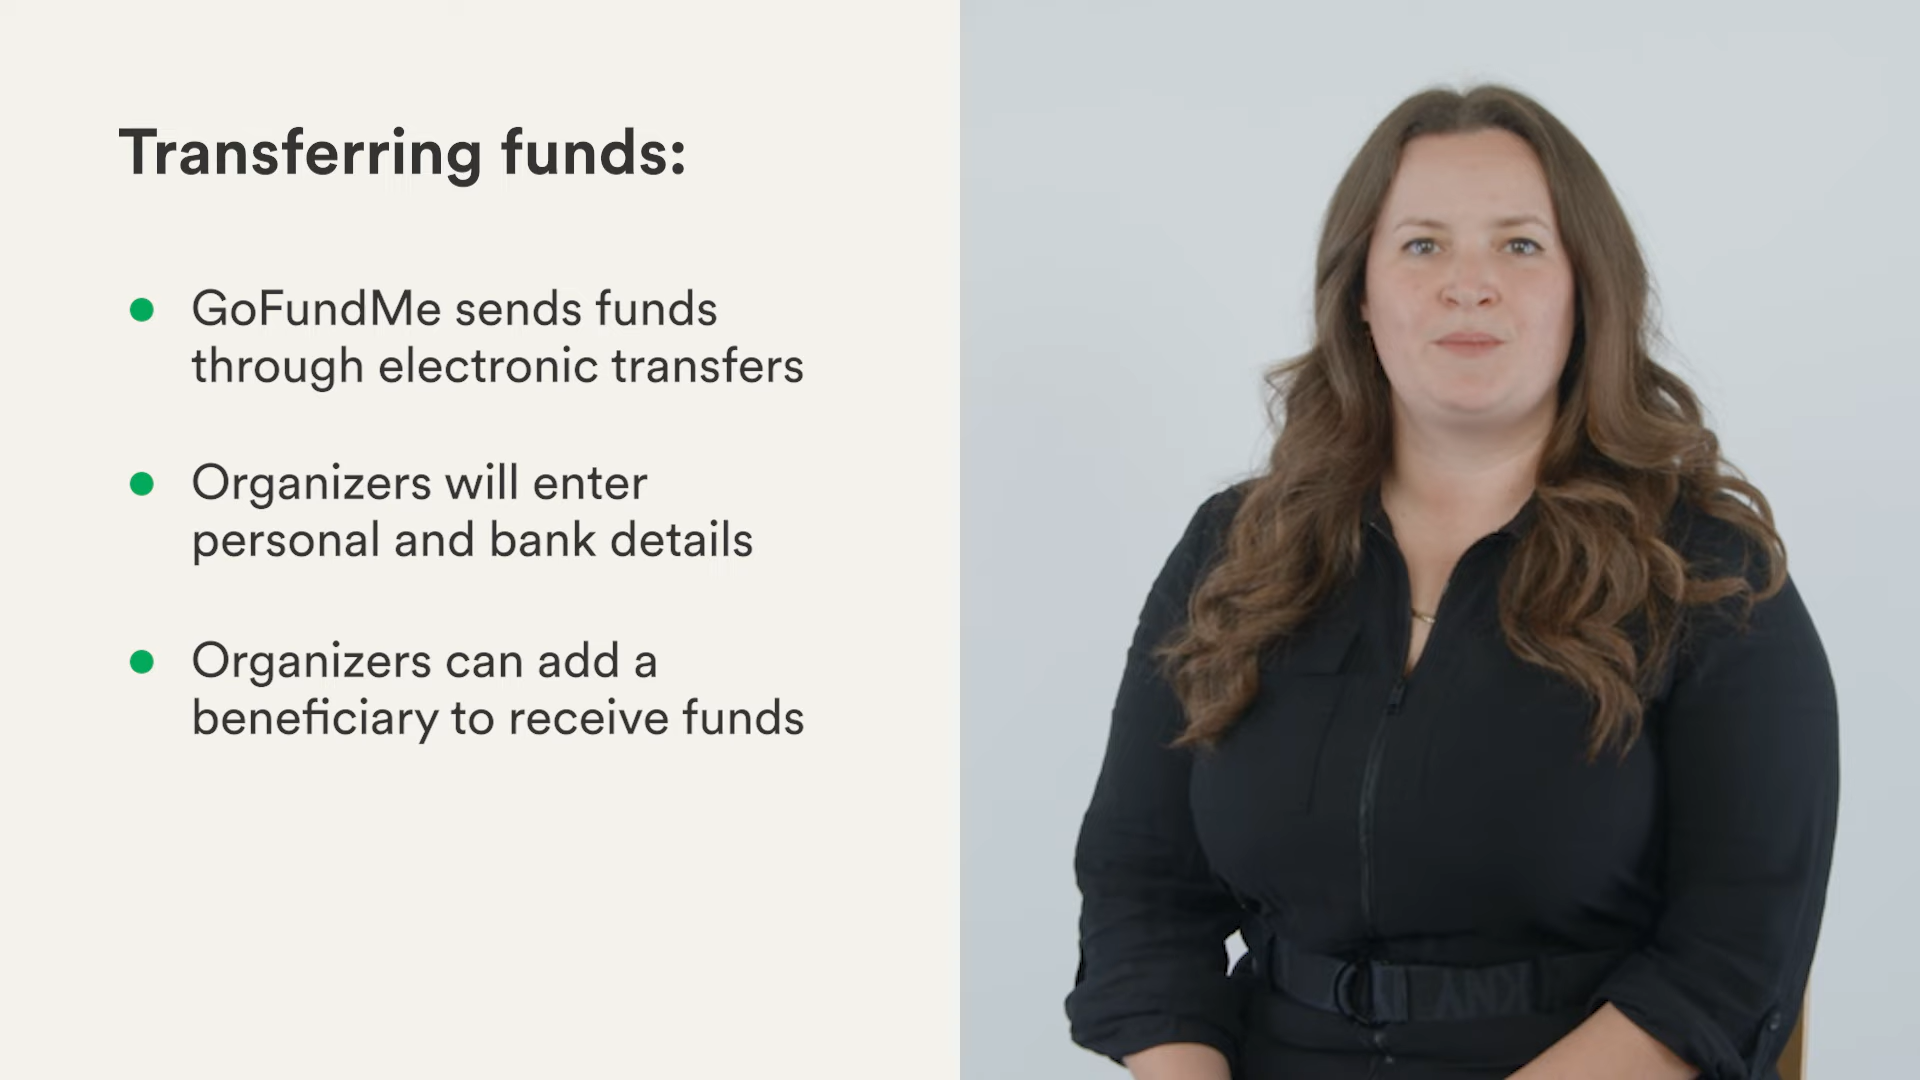 Transferring funds:
GoFundMe sends funds
through electronic transfers
Organizers will enter
personal and bank details
Organizers can add a
beneficiary to receive funds